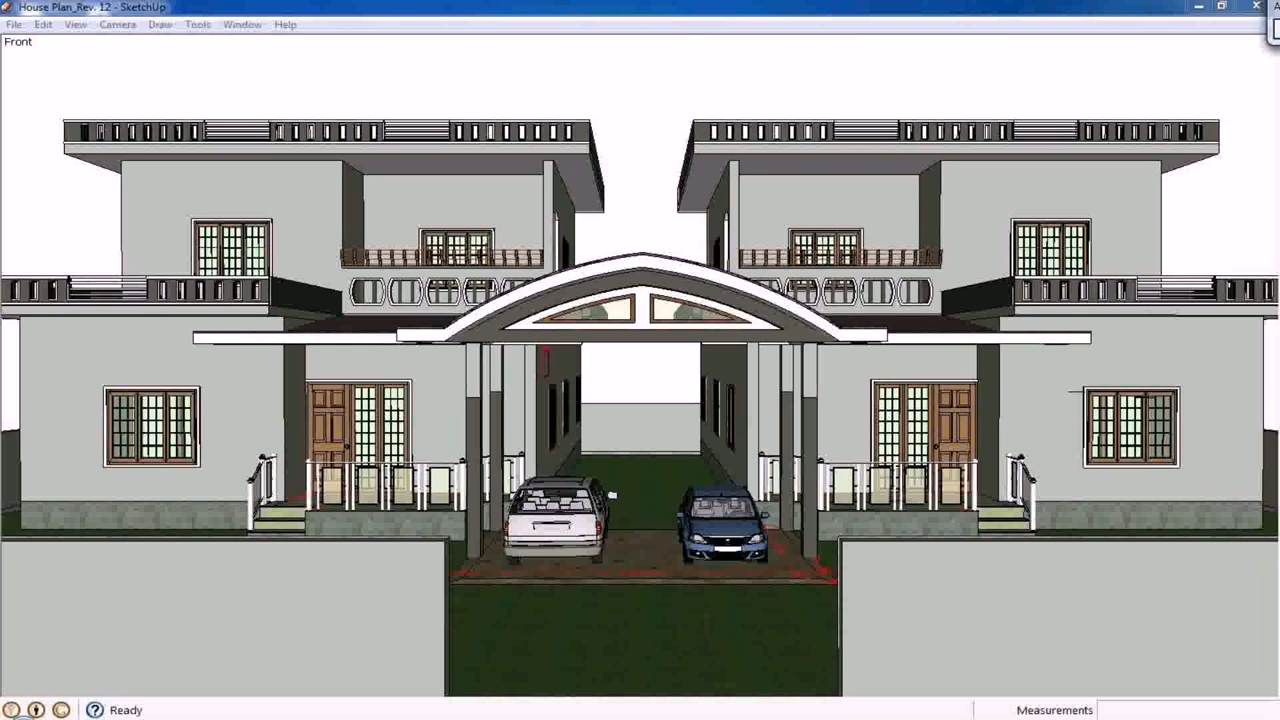 House Plan_Rev. 12 - SketchUp
File Edit View Camera Draw Tools Window Help
Front
Ready
Measurements